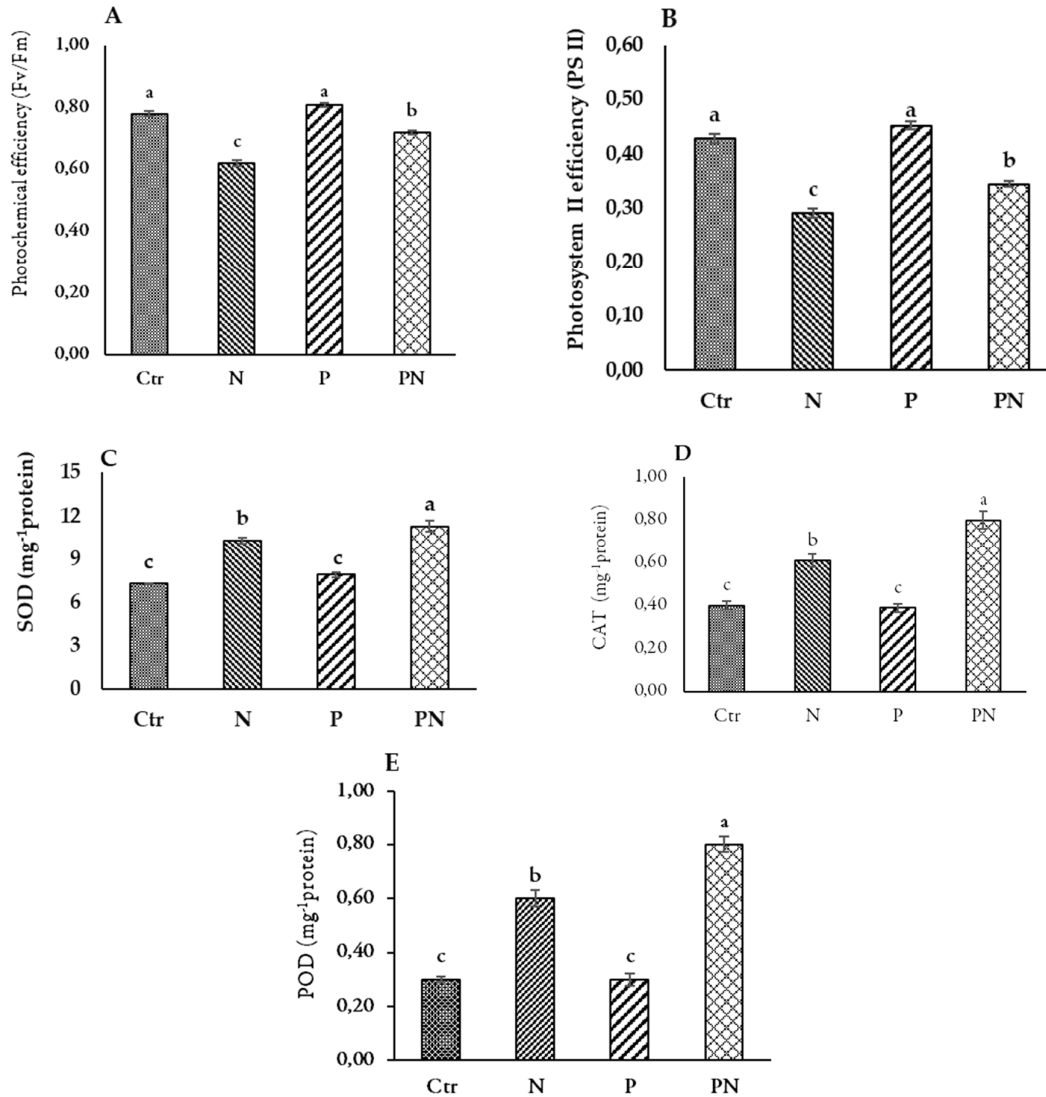 A
Photochemical efficiency (Fv/Fm)
1,00
0,80
0,60
0,40
0,20
0,00
a
c
a
b
Ctr N P PN
B
Photosystem II efficiency (PS II)
0,60
0,50
0,40
0,30
0,20
0,10
0,00
a
c
a
b
Ctr N P PN
C
SOD (mg-1protein)
15
12
9
6
3
0
c
b
c
a
Ctr N P PN
D
CAT (mg-1protein)
1,00
0,80
0,60
0,40
0,20
0,00
c
b
c
a
Ctr N P PN
E
POD (mg-1protein)
1,00
0,80
0,60
0,40
0,20
0,00
c
b
c
a
Ctr N P PN